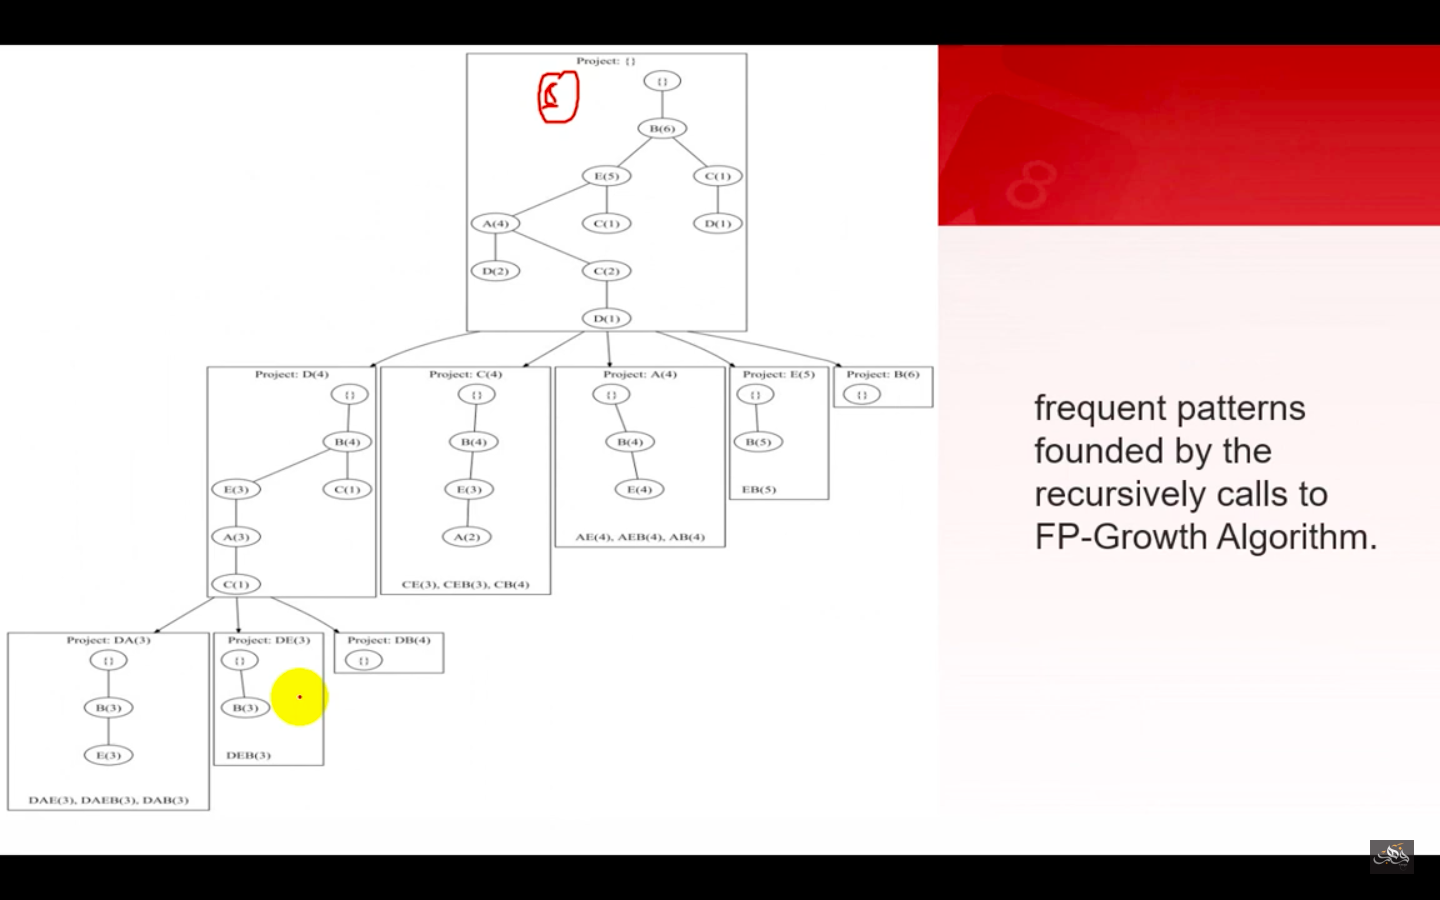 Project: {}
{}
B(6)
E(5) C(1)
A(4) C(1) D(1)
D(2) C(2)
D(1)
Project: D(4)
{}
B(4)
E(3) C(1)
A(3)
C(1)
Project: C(4)
{}
B(4)
E(3)
A(2)
CE(3), CEB(3), CB(4)
Project: A(4)
{}
B(4)
E(4)
AE(4), AEB(4), AB(4)
Project: E(5)
{}
B(5)
EB(5)
Project: B(6)
{}
Project: DA(3)
{}
B(3)
E(3)
DAE(3), DAEB(3), DAB(3)
Project: DE(3)
{}
B(3)
DEB(3)
Project: DB(4)
{}
8
frequent patterns
founded by the
recursively calls to
FP-Growth Algorithm.